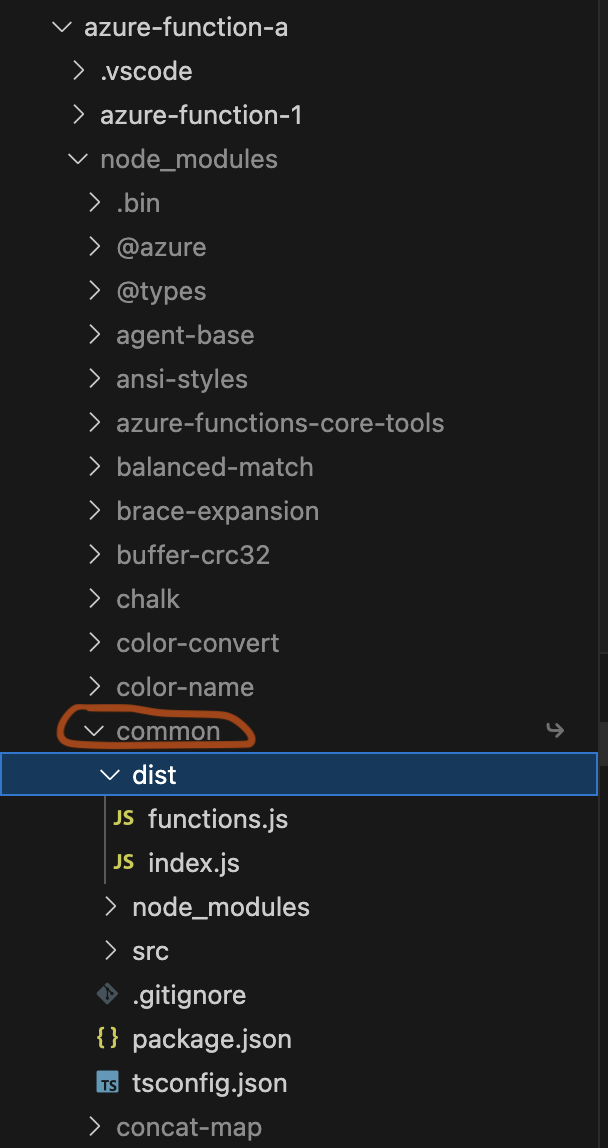 azure-function-a
.vscode
azure-function-1
node_modules
.bin
@azure
@types
agent-base
ansi-styles
azure-functions-core-tools
balanced-match
brace-expansion
buffer-crc32
chalk
color-convert
color-name
common
dist
JS functions.js
JS index.js
node_modules
src
.gitignore
{} package.json
TS tsconfig.json
concat-map